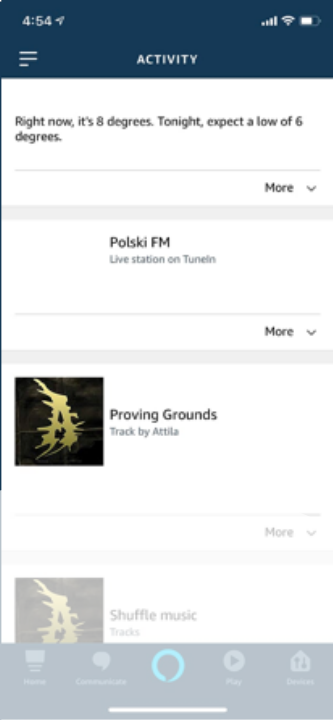 4:54
ACTIVITY
Right now, it's 8 degrees. Tonight, expect a low of 6
degrees.
More
Polski FM
Live station on TuneIn
More
Proving Grounds
Track by Attila
More
Shuffle music
Tracks
Home
Communicate
Play
Devices